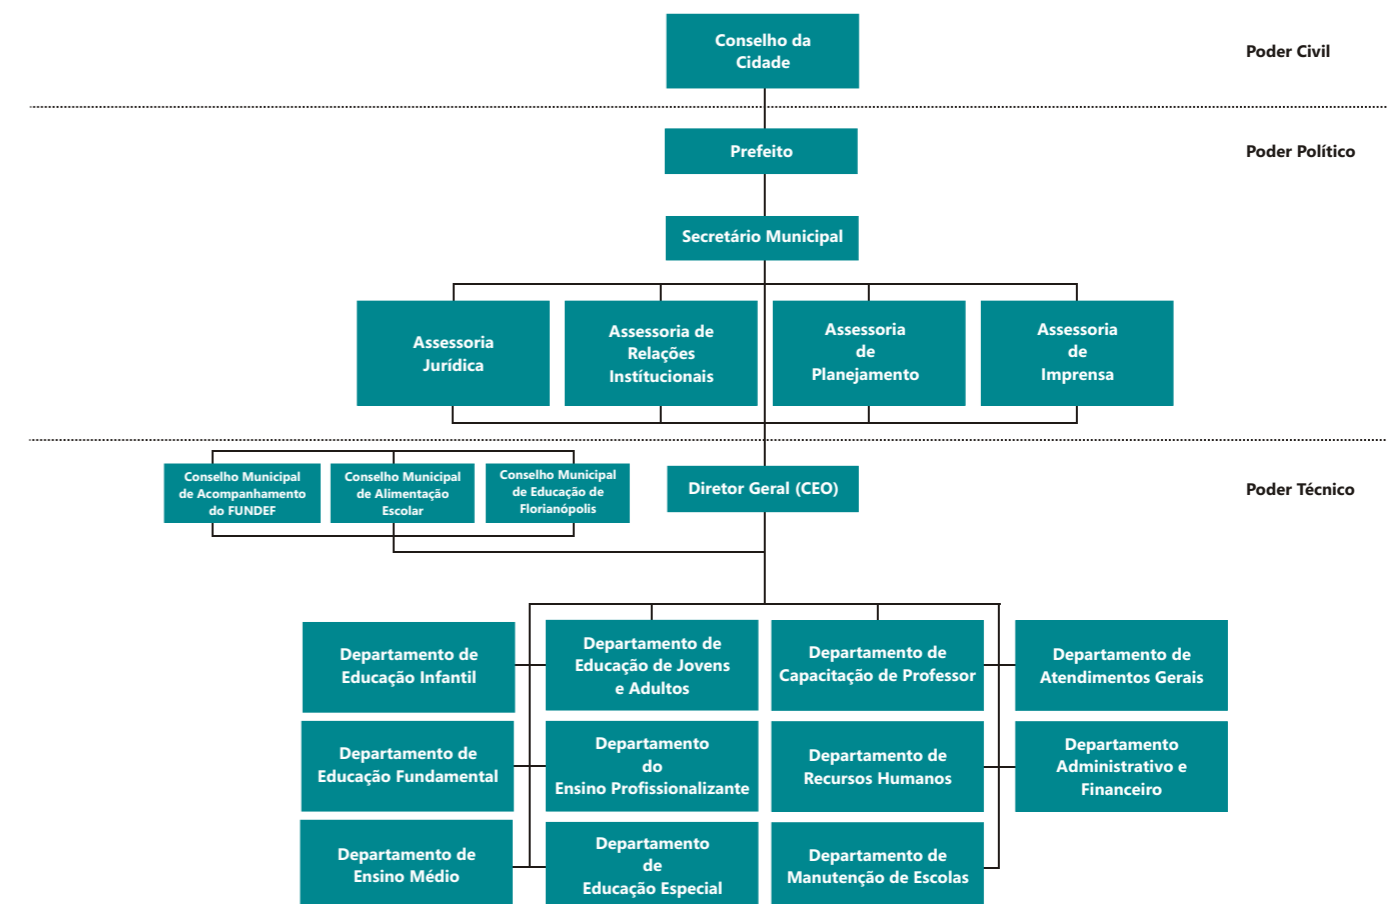 Conselho da
Cidade
Poder Civil
Prefeito
Poder Político
Secretário Municipal
Assessoria
Jurídica
Assessoria de
Relações
Instítucionais
Assessoria
de
Planejamento
Assessoria
de
Imprensa
Conselho Municipal
de Acompanhamento
do FUNDEF
Conselho Municipal
de Alimentação
Escolar
Conselho Municipal
de Educação de
Florianópolis
Diretor Geral (CEO)
Poder Técnico
Departamento de
Educação Infantil
Departamento de
Educação de Jovens
e Adultos
Departamento de
Capacitação de Professor
Departamento de
Atendimentos Gerais
Departamento de
Educação Fundamental
Departamento
do
Ensino Profissionalizante
Departamento de
Recursos Humanos
Departamento
Administrativo e
Financeiro
Departamento de
Ensino Médio
Departamento
de
Educação Especial
Departamento de
Manutenção de Escolas